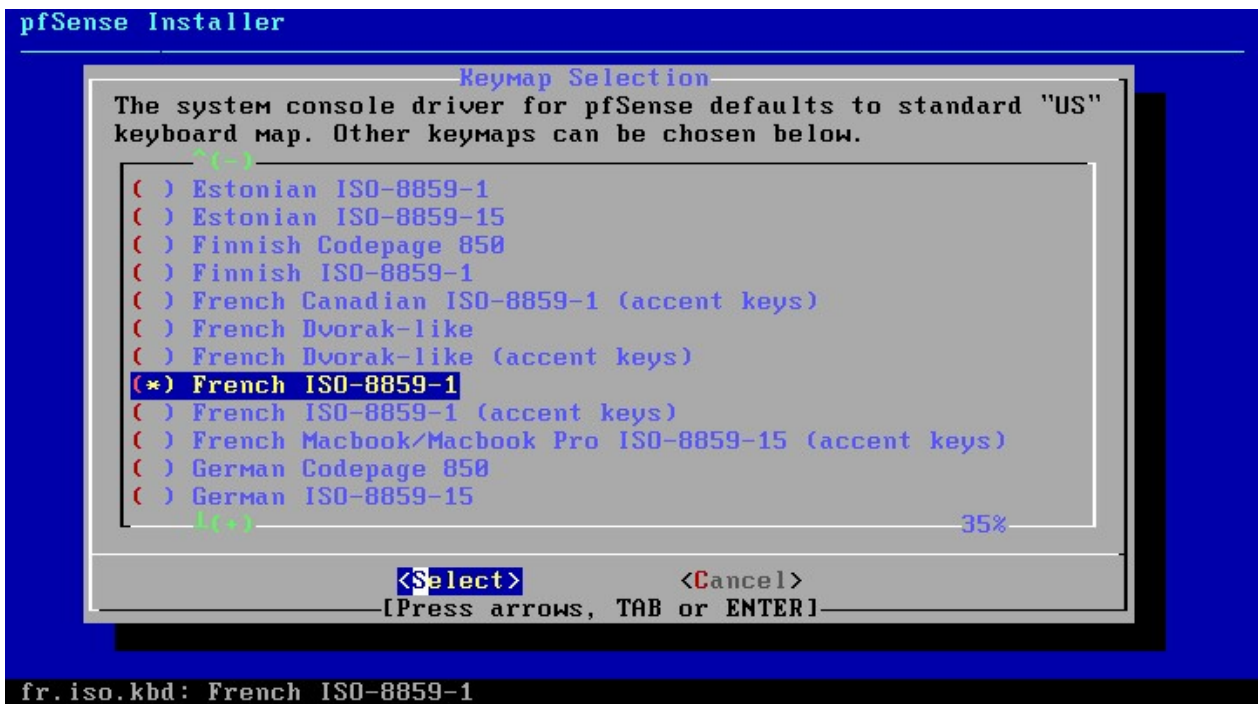 pfSense Installer
Keymap Selection
The system console driver for pfSense defaults to standard "US"
keyboard map. Other keymaps can be chosen below.
^(-)
( ) Estonian ISO-8859-1
( ) Estonian ISO-8859-15
( ) Finnish Codepage 850
( ) Finnish ISO-8859-1
( ) French Canadian ISO-8859-1 (accent keys)
( ) French Dvorak-like
( ) French Dvorak-like (accent keys)
(*) French ISO-8859-1
( ) French ISO-8859-1 (accent keys)
( ) French Macbook/Macbook Pro ISO-8859-15 (accent keys)
( ) German Codepage 850
( ) German ISO-8859-15
┴(+) 35%
<Select> <Cancel>
[Press arrows, TAB or ENTER]
fr.iso.kbd: French ISO-8859-1